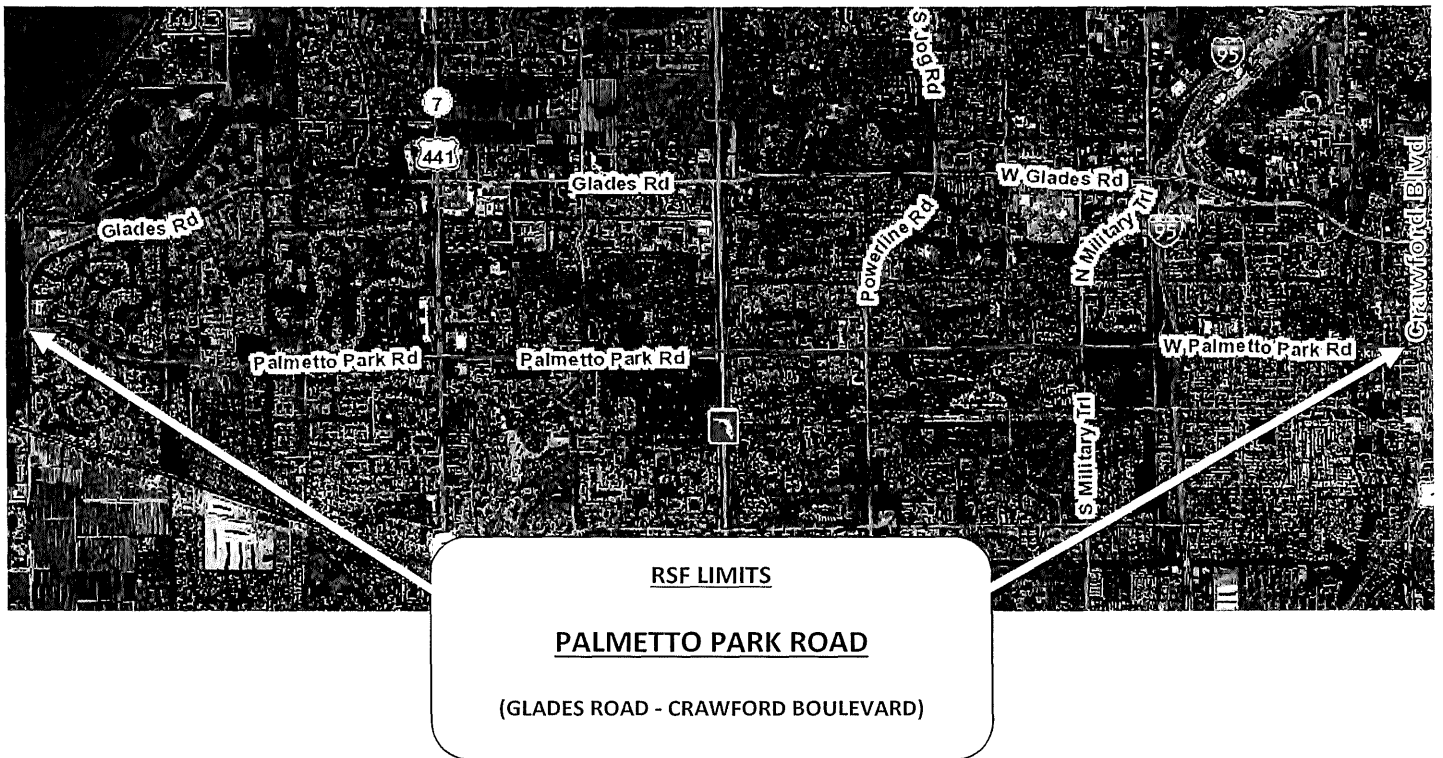 S Jog Rd
95
7
441
Glades Rd
W Glades Rd
Glades Rd
Powerline Rd
N Military Trl
95
Crawford Blvd
Palmetto Park Rd
Palmetto Park Rd
W Palmetto Park Rd
S Military Trl
RSF LIMITS
PALMETTO PARK ROAD
(GLADES ROAD - CRAWFORD BOULEVARD)